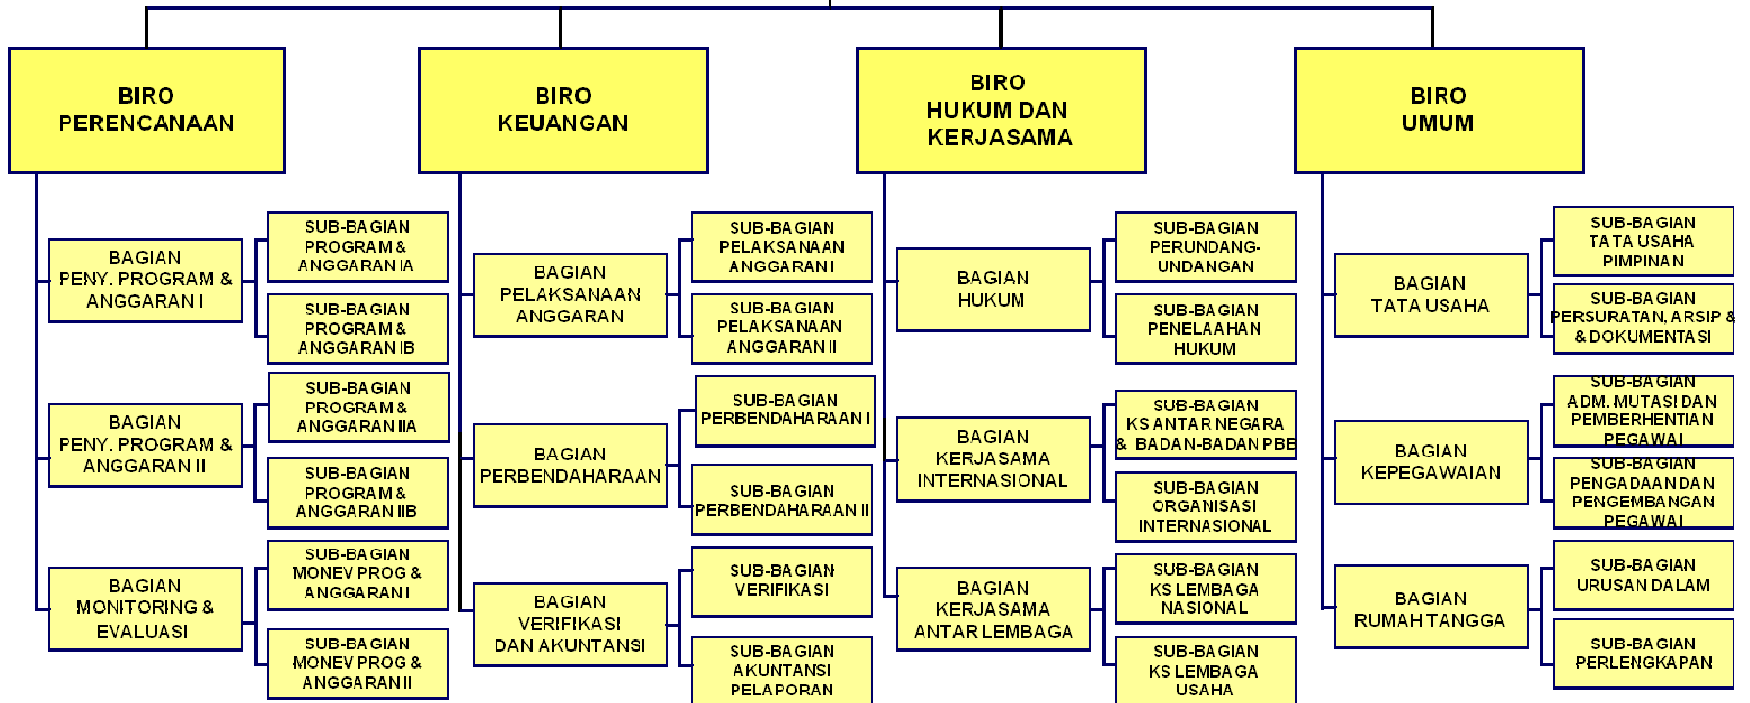 BIRO
PERENCANAAN
BAGIAN
PENY. PROGRAM &
ANGGARAN I
SUB-BAGIAN
PROGRAM &
ANGGARAN IA
SUB-BAGIAN
PROGRAM &
ANGGARAN IB
BAGIAN
PENY. PROGRAM &
ANGGARAN II
SUB-BAGIAN
PROGRAM &
ANGGARAN IIA
SUB-BAGIAN
PROGRAM &
ANGGARAN IIB
BAGIAN
MONITORING &
EVALUASI
SUB-BAGIAN
MONEV PROG &
ANGGARAN I
SUB-BAGIAN
MONEV PROG &
ANGGARAN II
BIRO
KEUANGAN
BAGIAN
PELAKSANAAN
ANGGARAN
SUB-BAGIAN
PELAKSANAAN
ANGGARAN I
SUB-BAGIAN
PELAKSANAAN
ANGGARAN II
BAGIAN
PERBENDAHARAAN
SUB-BAGIAN
PERBENDAHARAAN I
SUB-BAGIAN
PERBENDAHARAAN II
BAGIAN
VERIFIKASI
DAN AKUNTANSI
SUB-BAGIAN
VERIFIKASI
SUB-BAGIAN
AKUNTANSI
PELAPORAN
BIRO
HUKUM DAN
KERJASAMA
BAGIAN
HUKUM
SUB-BAGIAN
PERUNDANG-
UNDANGAN
SUB-BAGIAN
PENELAAHAN
HUKUM
BAGIAN
KERJASAMA
INTERNASIONAL
SUB-BAGIAN
KS ANTAR NEGARA
& BADAN-BADAN PBB
SUB-BAGIAN
ORGANISASI
INTERNASIONAL
BAGIAN
KERJASAMA
ANTAR LEMBAGA
SUB-BAGIAN
KS LEMBAGA
NASIONAL
SUB-BAGIAN
KS LEMBAGA
USAHA
BIRO
UMUM
BAGIAN
TATA USAHA
SUB-BAGIAN
TATA USAHA
PIMPINAN
SUB-BAGIAN
PERSURATAN, ARSIP &
& DOKUMENTASI
BAGIAN
KEPEGAWAIAN
SUB-BAGIAN
ADM. MUTASI DAN
PEMBERHENTIAN
PEGAWAI
SUB-BAGIAN
PENGADAAN DAN
PENGEMBANGAN
PEGAWAI
BAGIAN
RUMAH TANGGA
SUB-BAGIAN
URUSAN DALAM
SUB-BAGIAN
PERLENGKAPAN